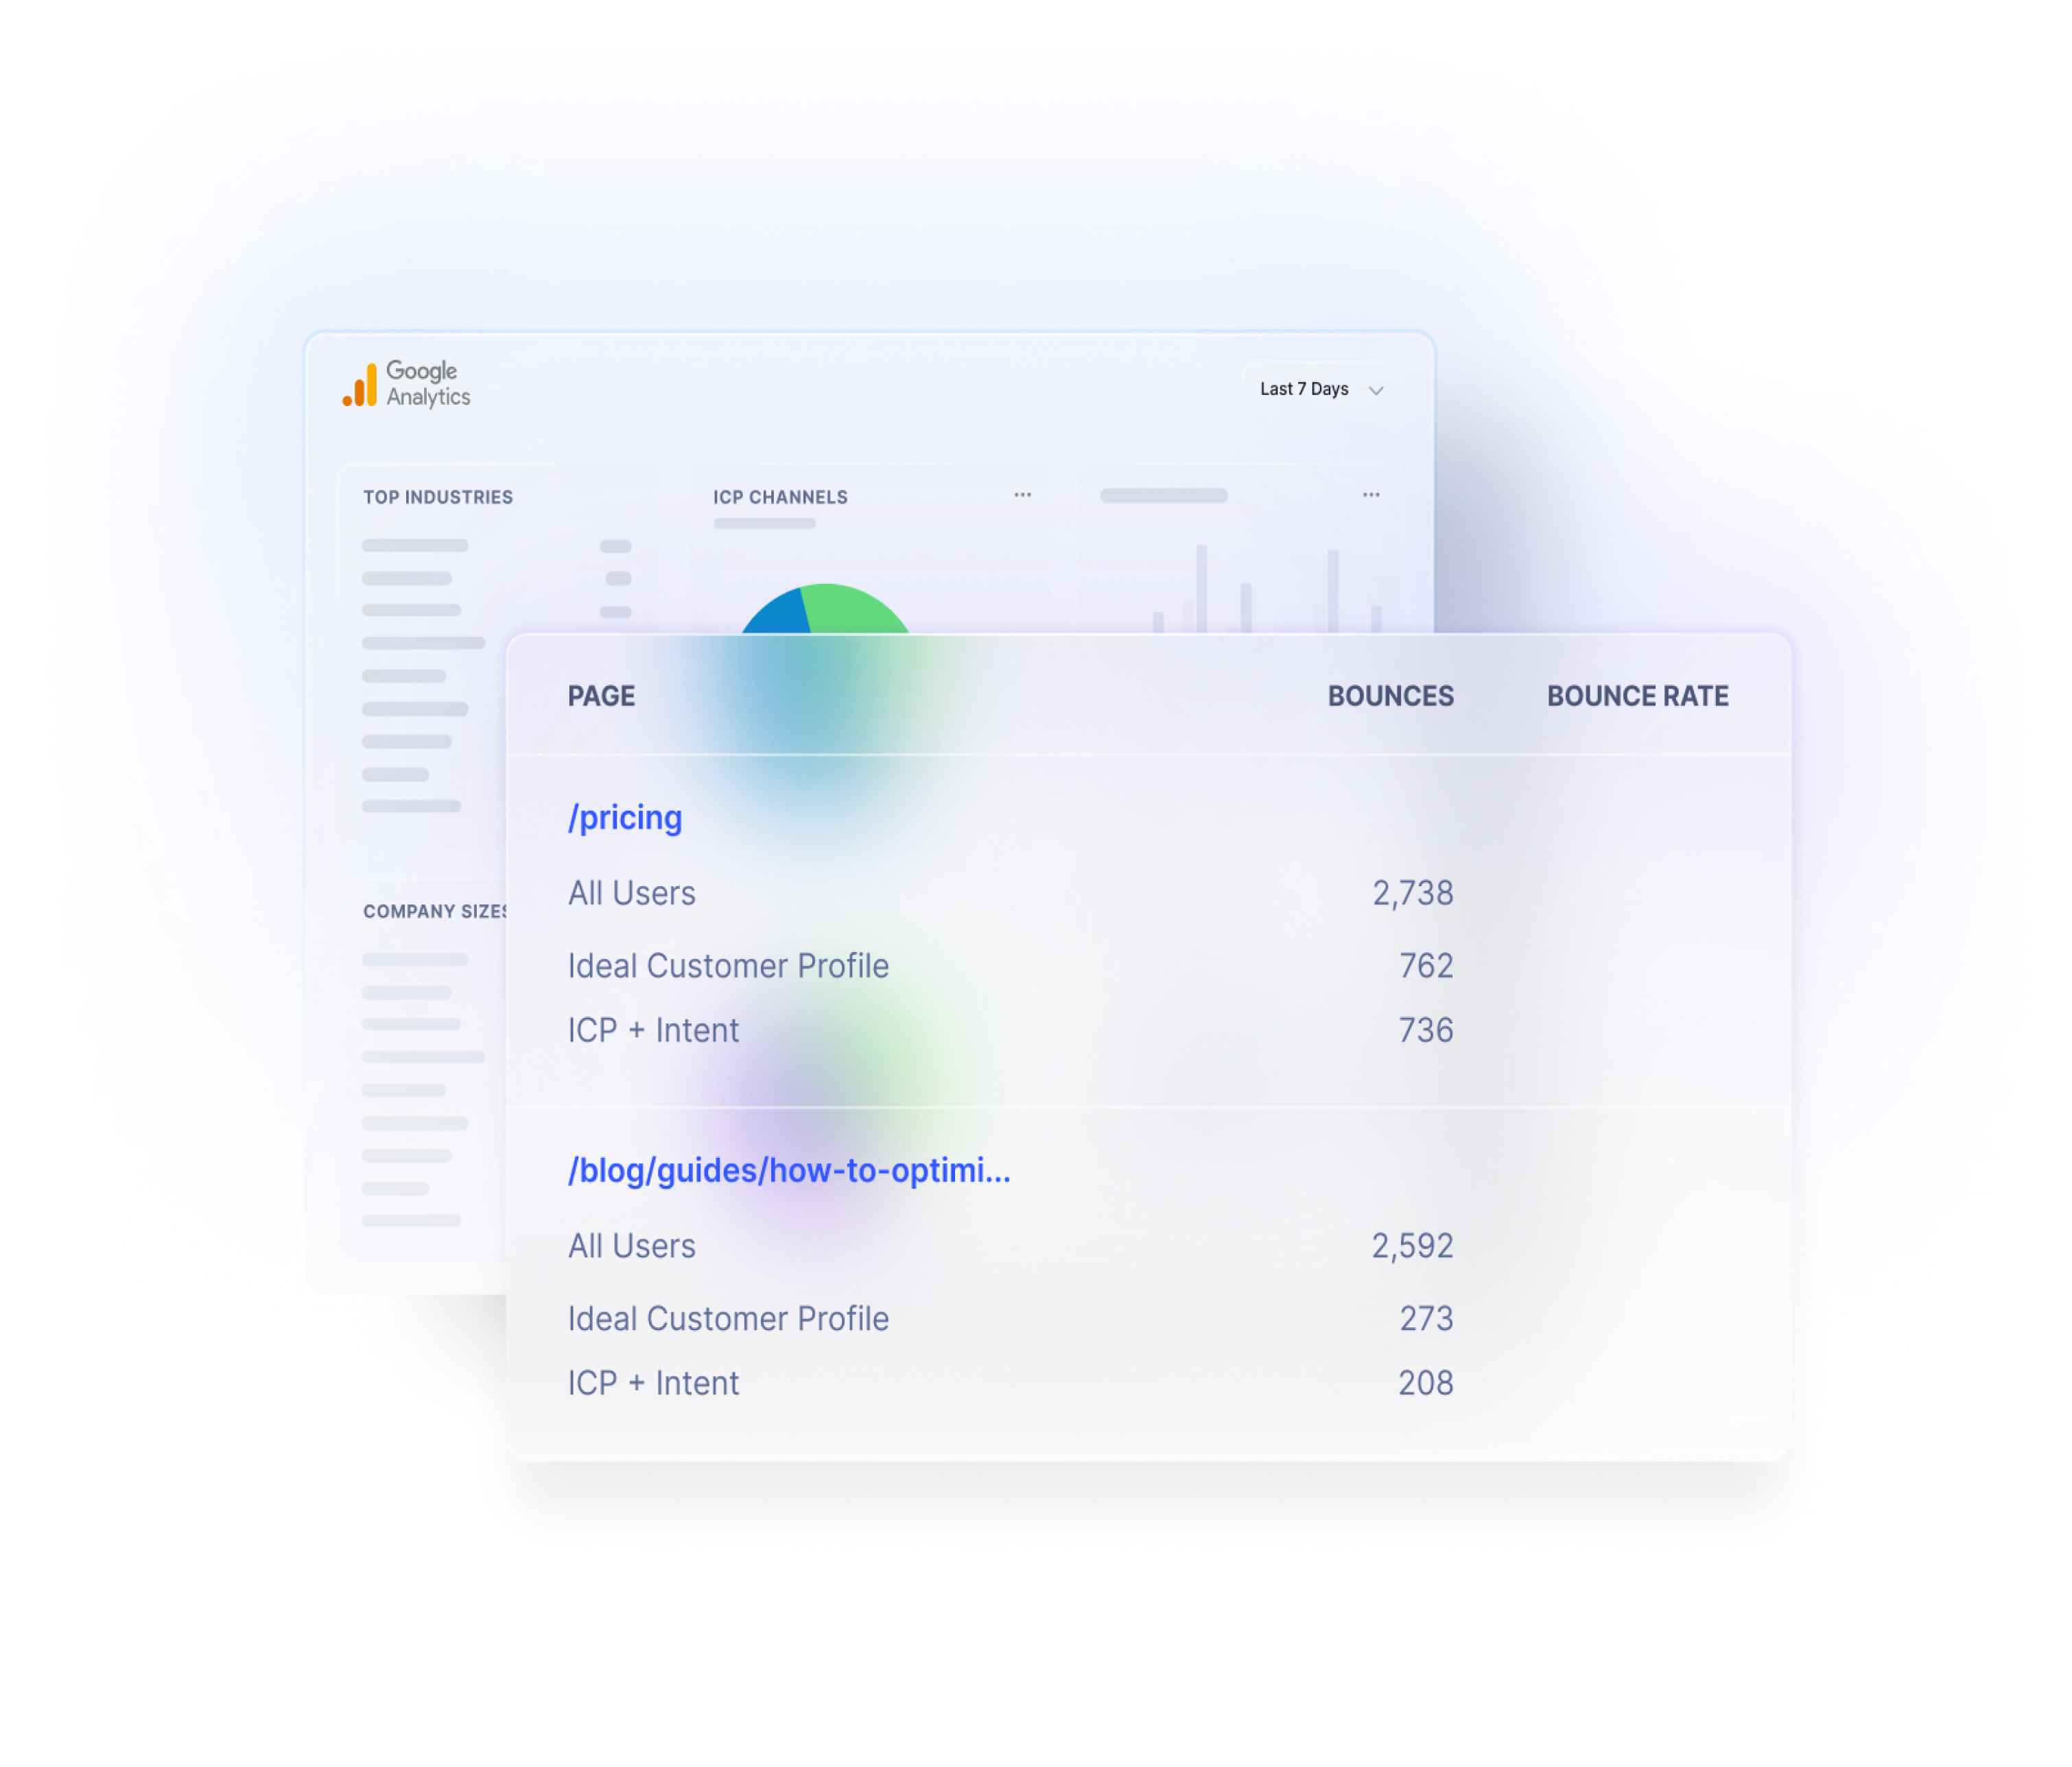 Google
Analytics
Last 7 Days
TOP INDUSTRIES
ICP CHANNELS
COMPANY SIZES
PAGE BOUNCES BOUNCE RATE
/pricing
All Users 2,738
Ideal Customer Profile 762
ICP + Intent 736
/blog/guides/how-to-optimi...
All Users 2,592
Ideal Customer Profile 273
ICP + Intent 208